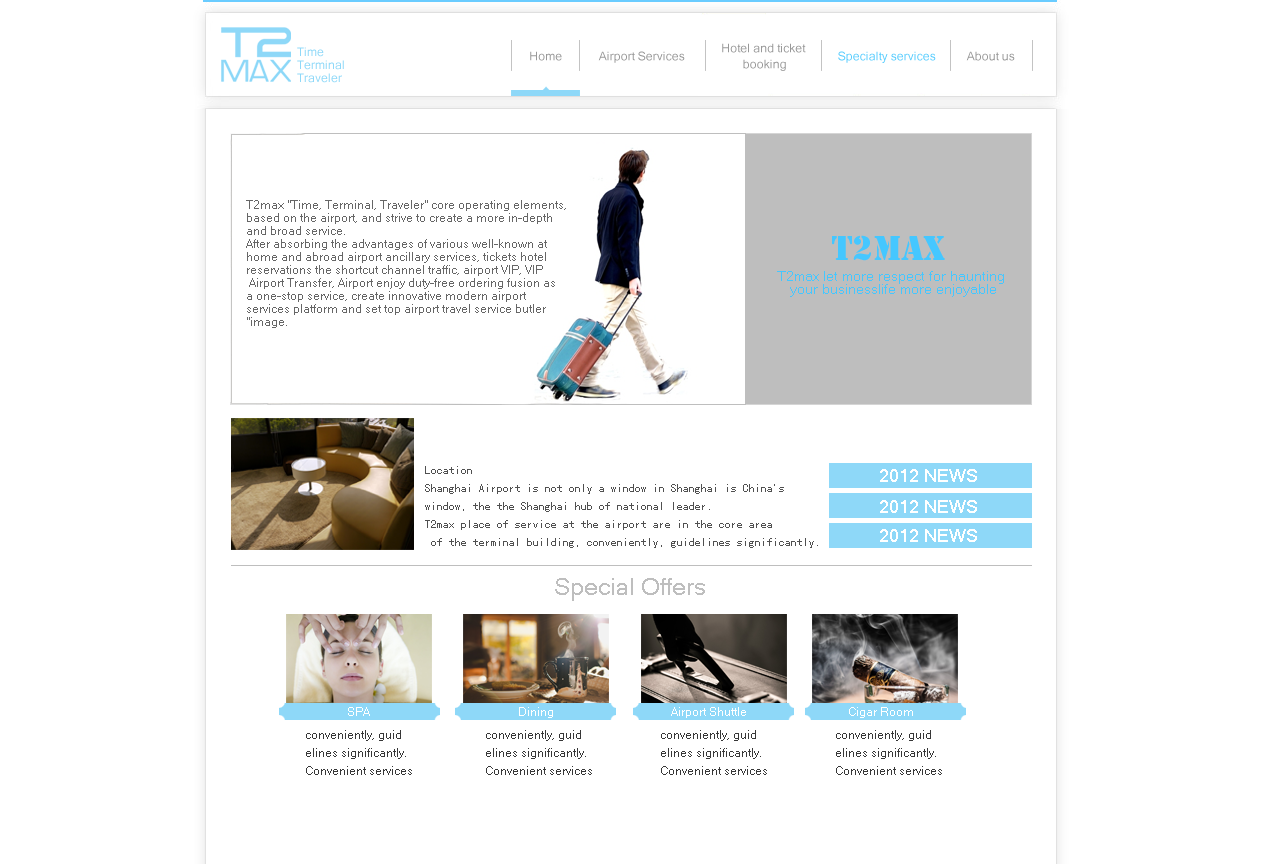 T2
MAX
Time
Terminal
Traveler
Home
Airport Services
Hotel and ticket
booking
Specialty services
About us
T2max "Time, Terminal, Traveler" core operating elements,
based on the airport, and strive to create a more in-depth
and broad service.
After absorbing the advantages of various well-known at
home and abroad airport ancillary services, tickets hotel
reservations the shortcut channel traffic, airport VIP, VIP
Airport Transfer, Airport enjoy duty-free ordering fusion as
a one-stop service, create innovative modern airport
services platform and set top airport travel service butler
"image.
T2MAX
T2max let more respect for haunting
your businesslife more enjoyable
Location
Shanghai Airport is not only a window in Shanghai is China's
window, the the Shanghai hub of national leader.
T2max place of service at the airport are in the core area
of the terminal building, conveniently, guidelines significantly.
2012 NEWS
2012 NEWS
2012 NEWS
Special Offers
SPA
Dining
Airport Shuttle
Cigar Room
conveniently, guid
elines significantly.
Convenient services
conveniently, guid
elines significantly.
Convenient services
conveniently, guid
elines significantly.
Convenient services
conveniently, guid
elines significantly.
Convenient services